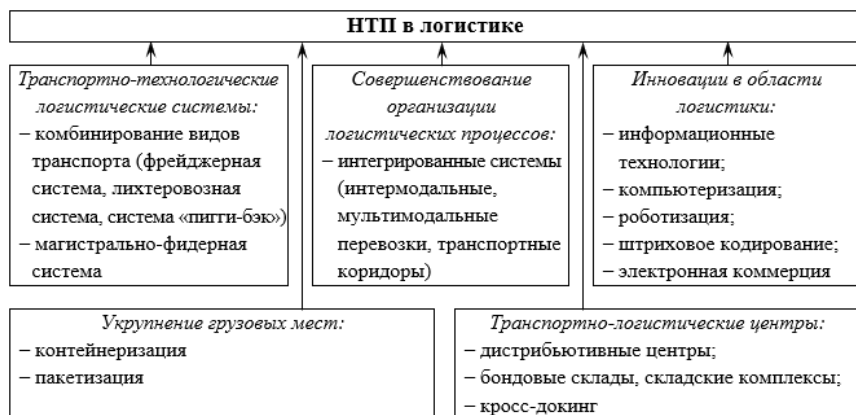 НТП в логистике
Транспортно-технологические
логистические системы:
– комбинирование видов
транспорта (фрейджерная
система, лихтеровозная
система, система «пигги-бэк»)
– магистрально-фидерная
система
Совершенствование
организации
логистических процессов:
– интегрированные системы
(интермодальные,
мультимодальные
перевозки, транспортные
коридоры)
Инновации в области
логистики:
– информационные
технологии;
– компьютеризация;
– роботизация;
– штриховое кодирование;
– электронная коммерция
Укрупнение грузовых мест:
– контейнеризация
– пакетизация
Транспортно-логистические центры:
– дистрибьютивные центры;
– бондовые склады, складские комплексы;
– кросс-докинг